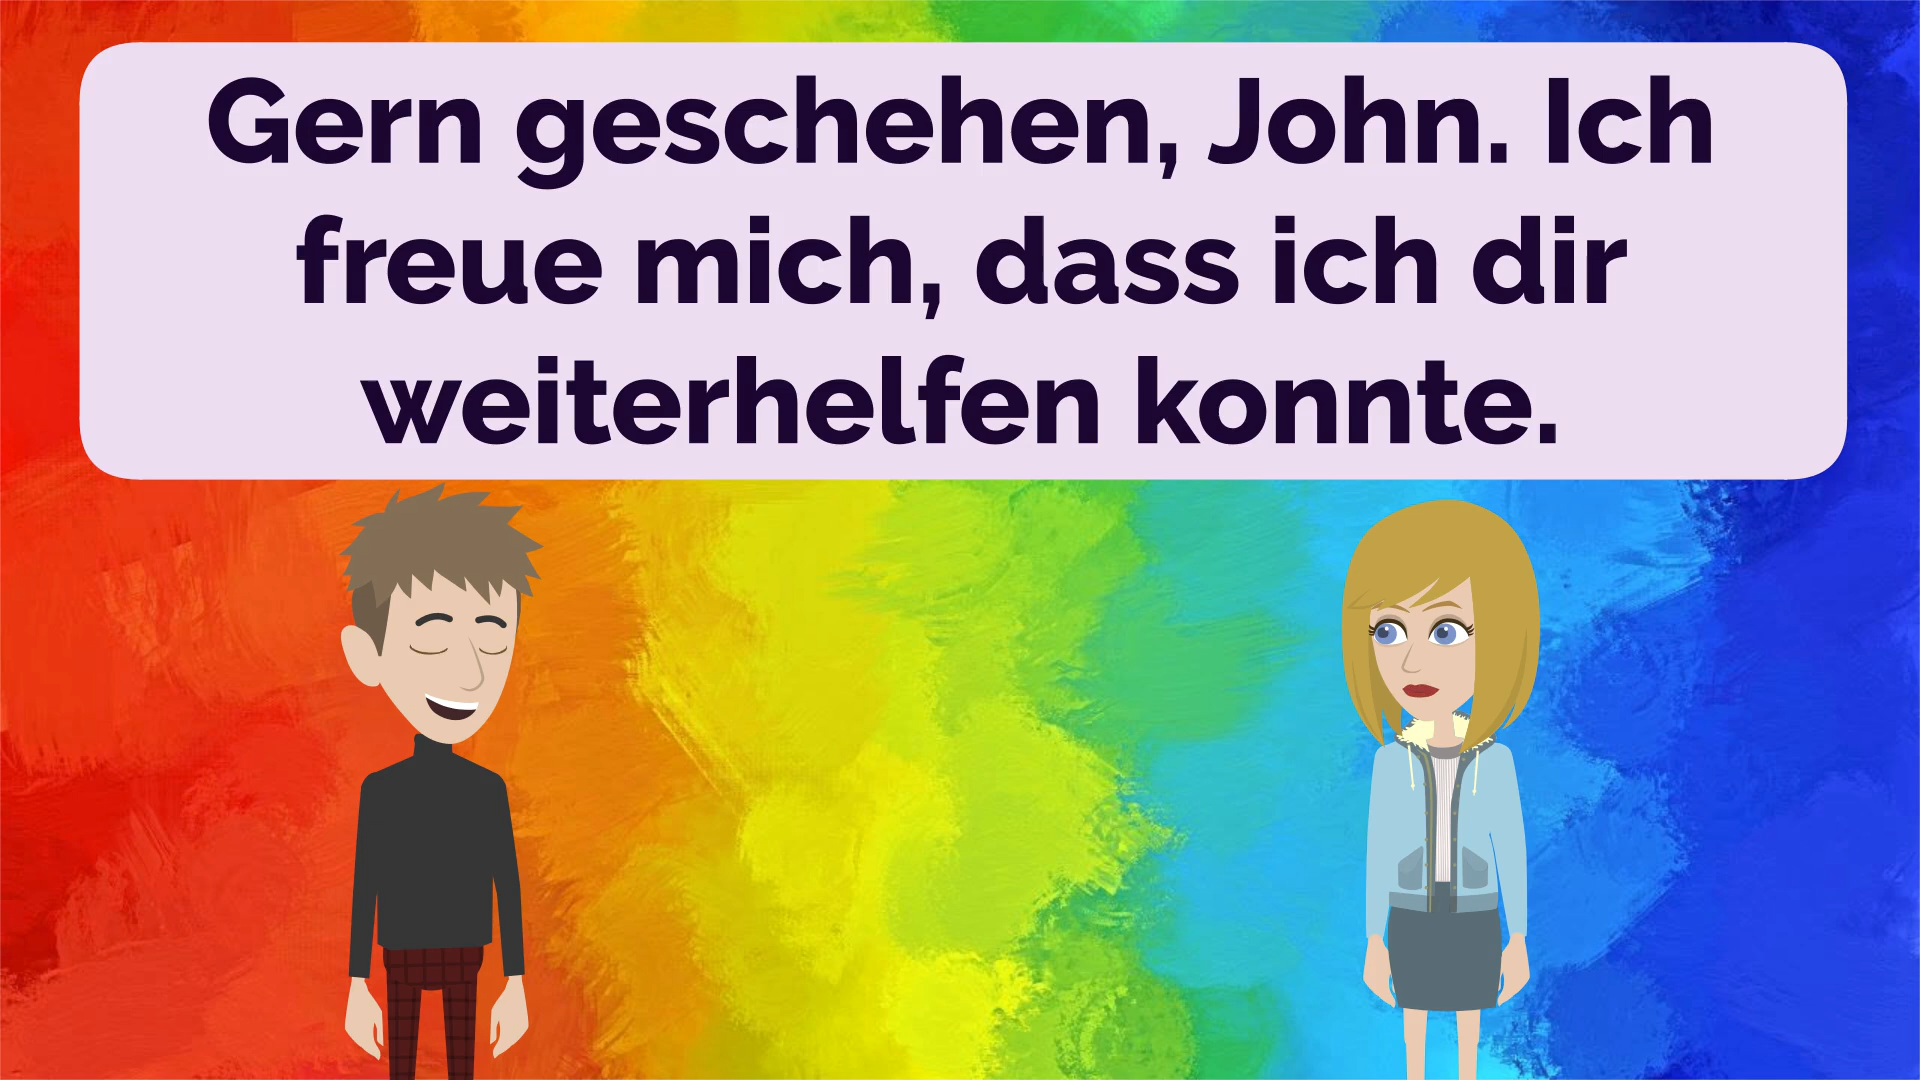 Gern geschehen, John. Ich
freue mich, dass ich dir
weiterhelfen konnte.